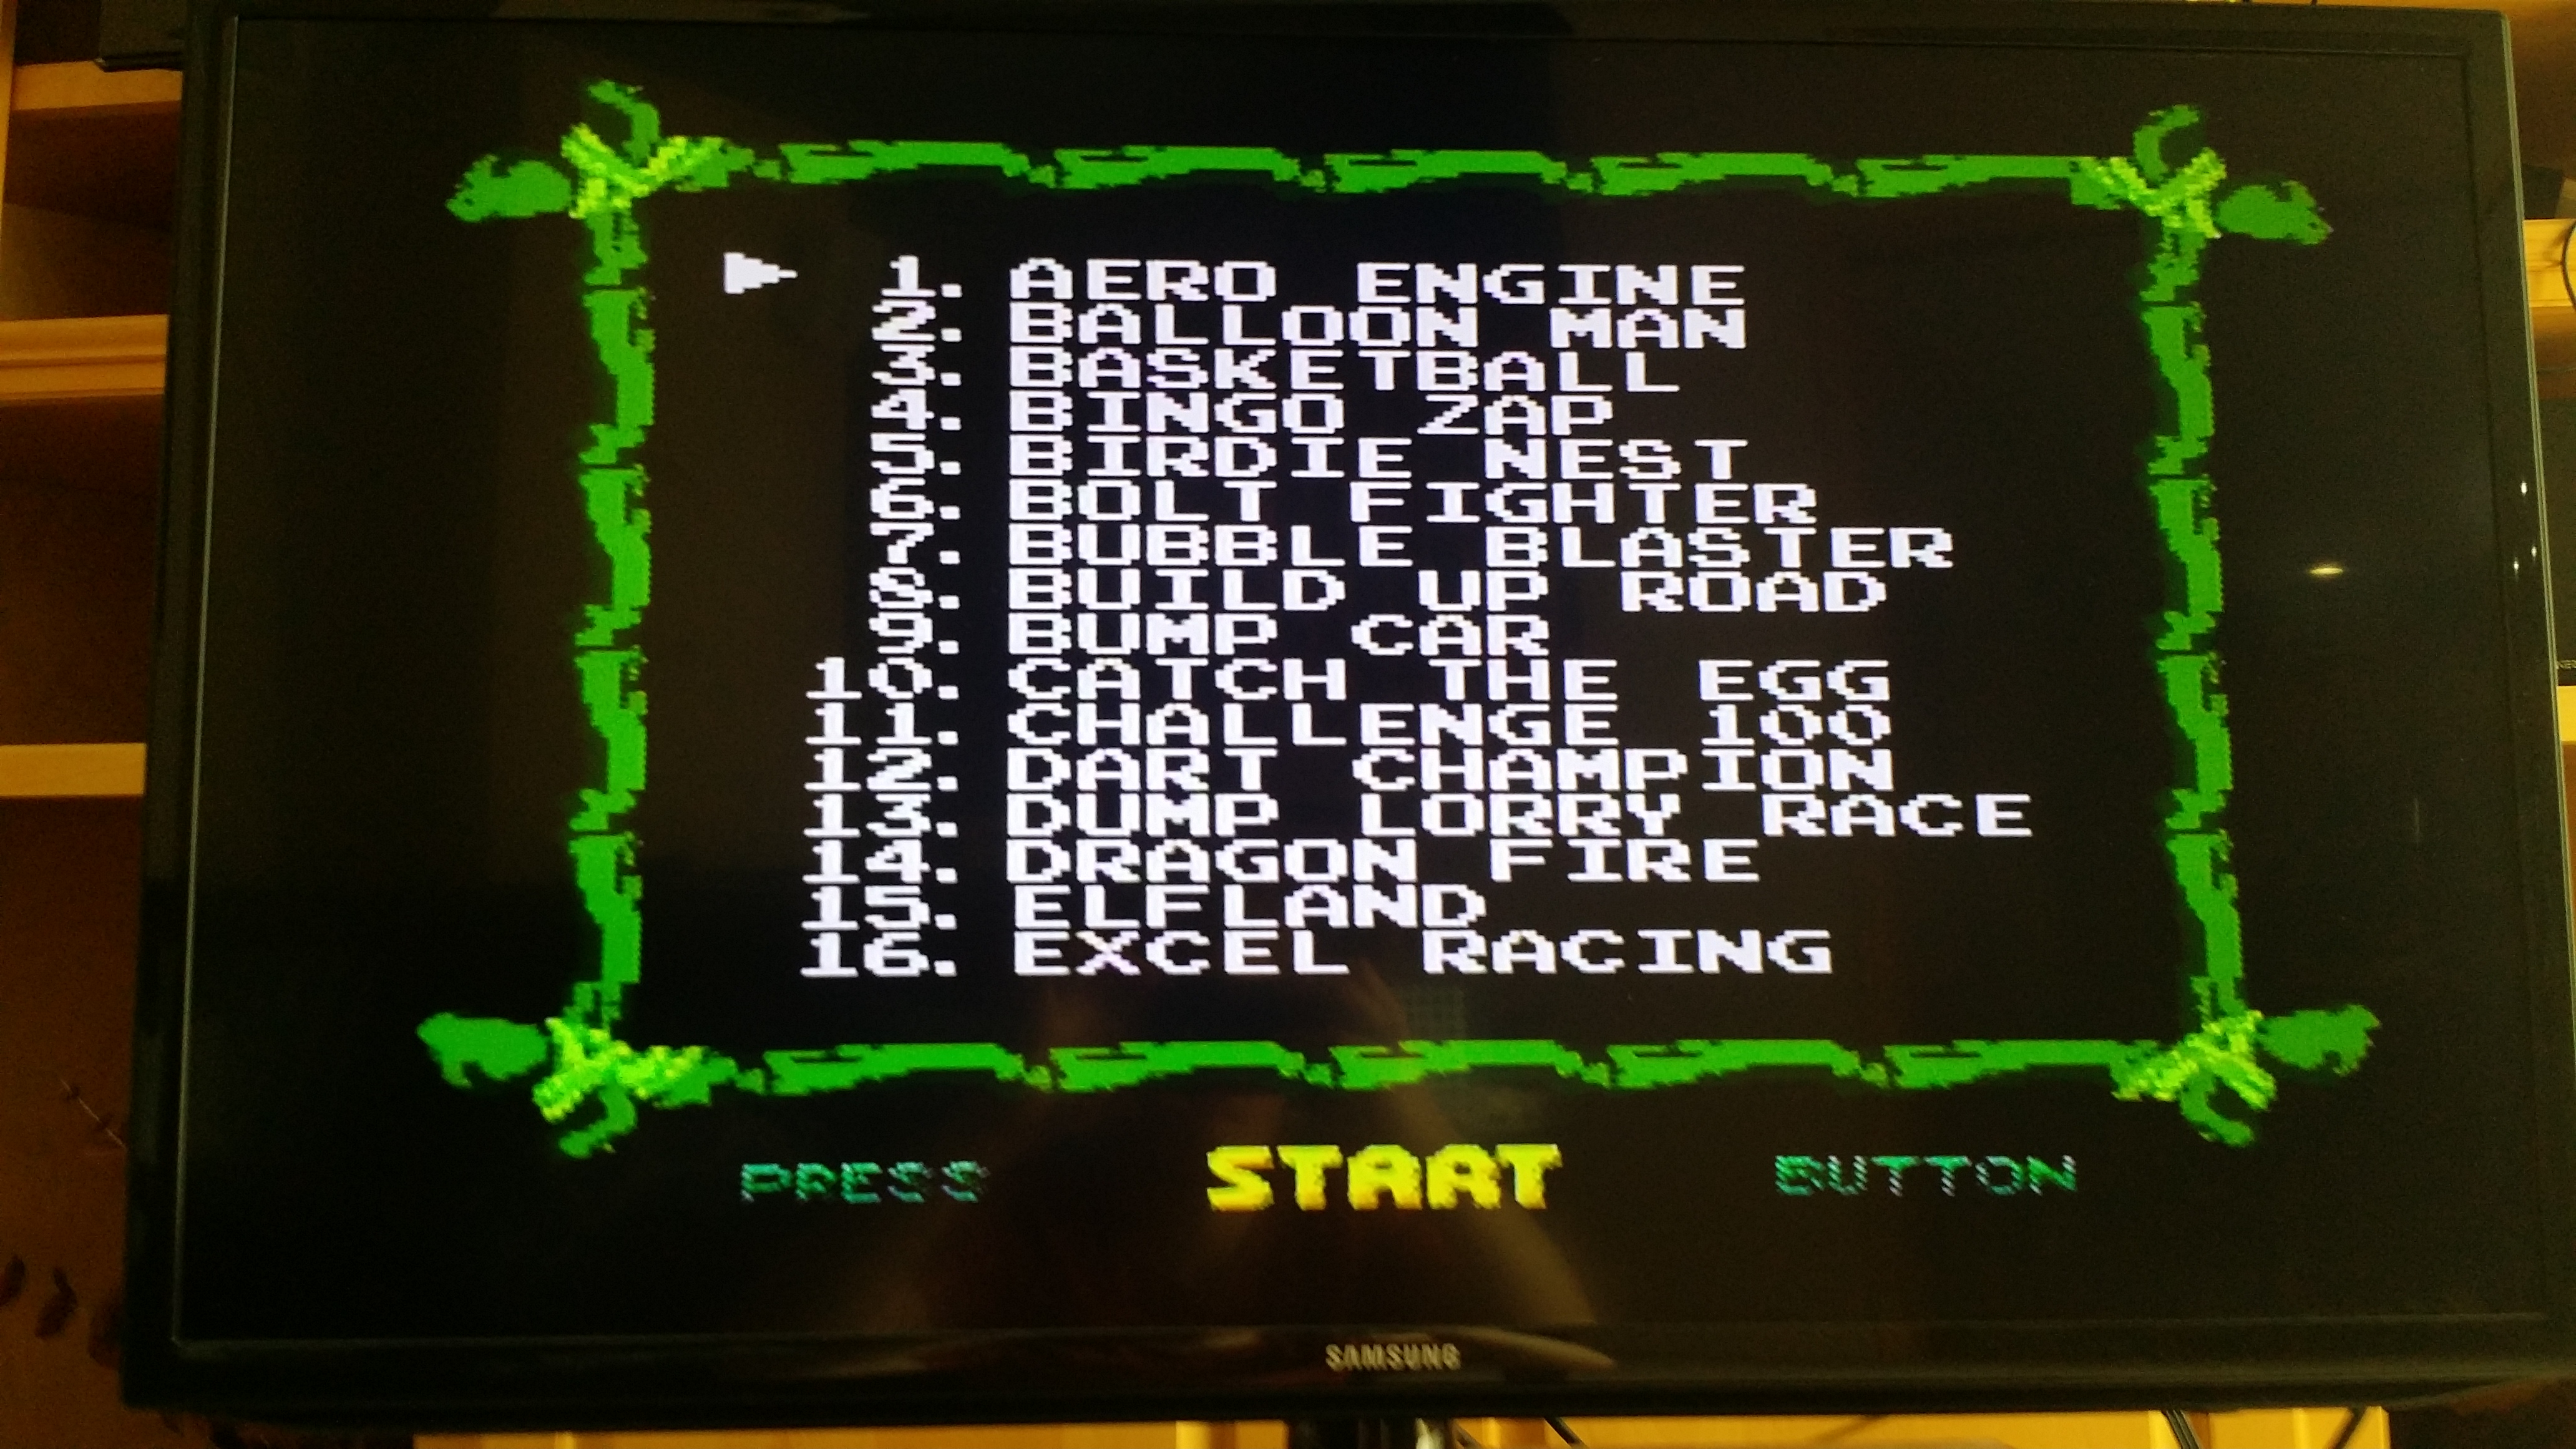 1. AERO ENGINE
2. BALLOON MAN
3. BASKETBALL
4. BINGO ZAP
5. BIRDIE NEST
6. BOLT FIGHTER
7. BUBBLE BLASTER
8. BUILD UP ROAD
9. BUMP CAR
10. CATCH THE EGG
11. CHALLENGE 100
12. DART CHAMPION
13. DUMP LORRY RACE
14. DRAGON FIRE
15. ELFLAND
16. EXCEL RACING
PRESS START BUTTON
SAMSUNG